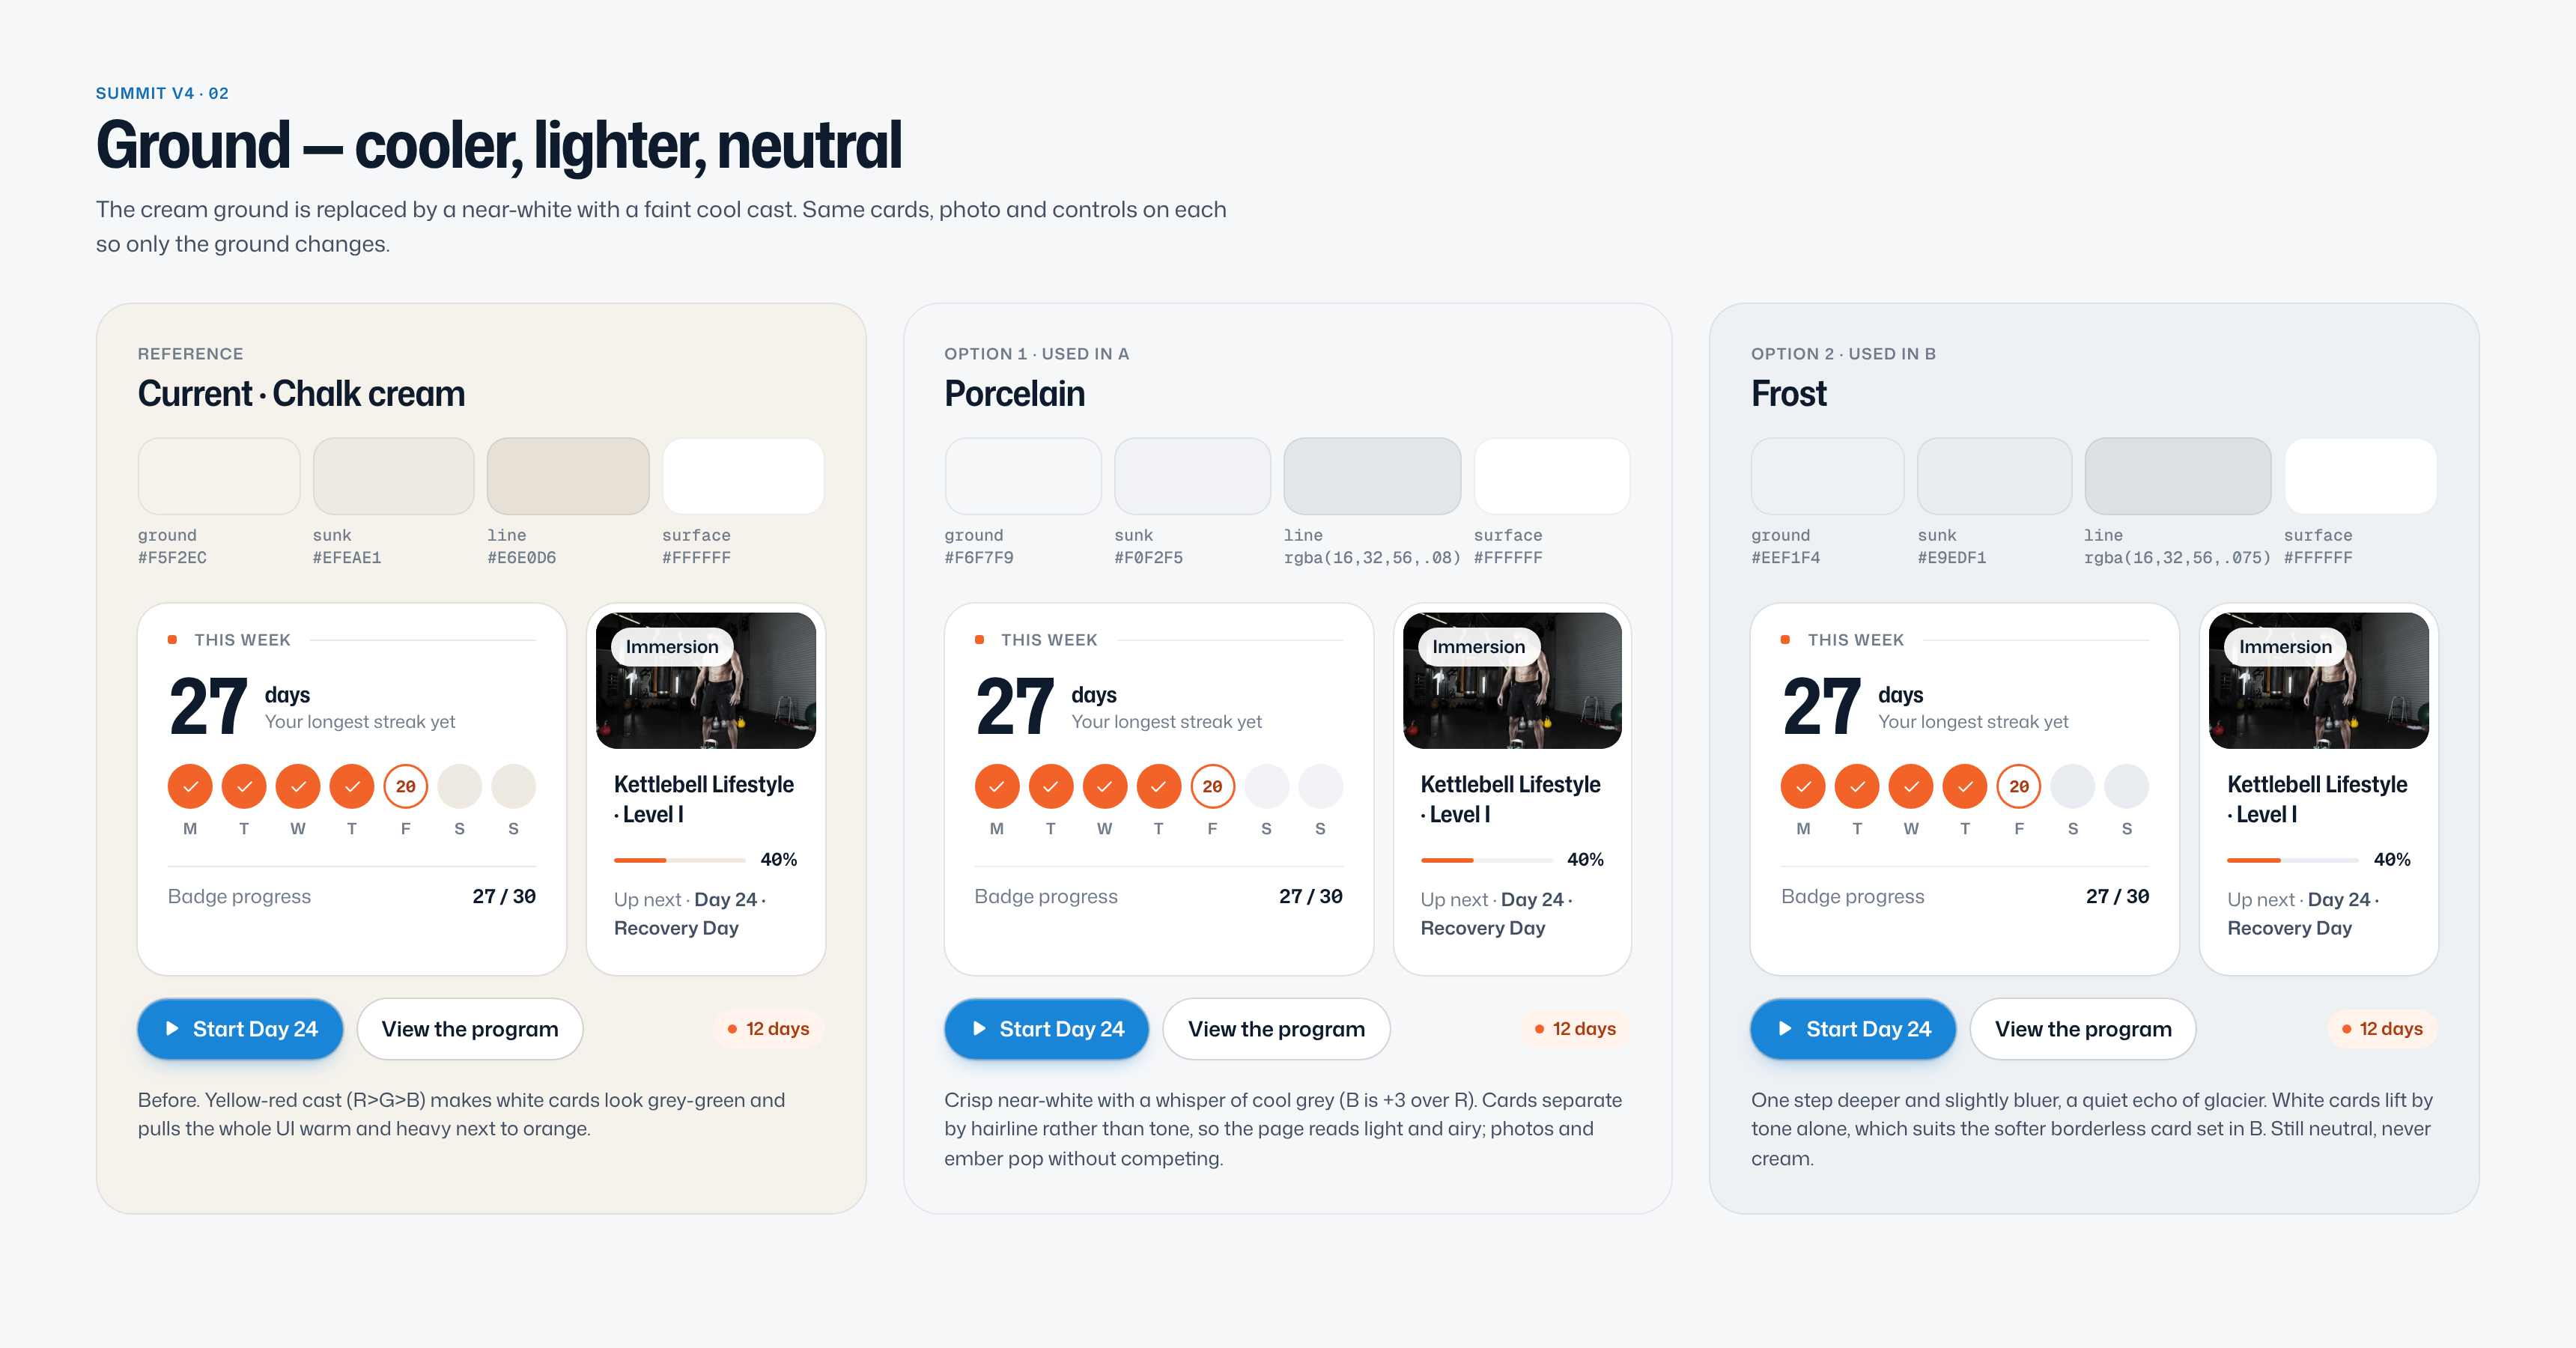 SUMMIT V4 · 02
Ground — cooler, lighter, neutral
The cream ground is replaced by a near-white with a faint cool cast. Same cards, photo and controls on each
so only the ground changes.
REFERENCE
Current · Chalk cream
ground
#F5F2EC
sunk
#EFEAE1
line
#E6E0D6
surface
#FFFFFF
THIS WEEK
27
days
Your longest streak yet
20
M T W T F S S
Badge progress 27 / 30
Immersion
Kettlebell Lifestyle
· Level I
40%
Up next · Day 24 ·
Recovery Day
Start Day 24
View the program
12 days
Before. Yellow-red cast (R>G>B) makes white cards look grey-green and
pulls the whole UI warm and heavy next to orange.
OPTION 1 · USED IN A
Porcelain
ground
#F6F7F9
sunk
#F0F2F5
line
rgba(16,32,56,.08)
surface
#FFFFFF
THIS WEEK
27
days
Your longest streak yet
20
M T W T F S S
Badge progress 27 / 30
Immersion
Kettlebell Lifestyle
· Level I
40%
Up next · Day 24 ·
Recovery Day
Start Day 24
View the program
12 days
Crisp near-white with a whisper of cool grey (B is +3 over R). Cards separate
by hairline rather than tone, so the page reads light and airy; photos and
ember pop without competing.
OPTION 2 · USED IN B
Frost
ground
#EEF1F4
sunk
#E9EDF1
line
rgba(16,32,56,.075)
surface
#FFFFFF
THIS WEEK
27
days
Your longest streak yet
20
M T W T F S S
Badge progress 27 / 30
Immersion
Kettlebell Lifestyle
· Level I
40%
Up next · Day 24 ·
Recovery Day
Start Day 24
View the program
12 days
One step deeper and slightly bluer, a quiet echo of glacier. White cards lift by
tone alone, which suits the softer borderless card set in B. Still neutral, never
cream.